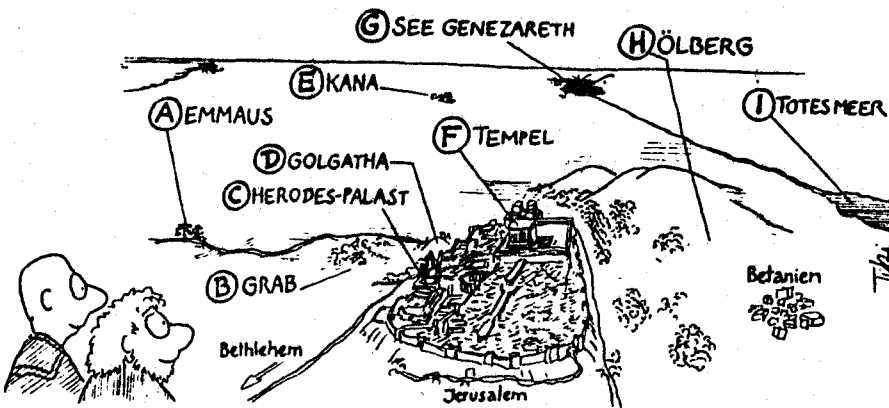 G SEE GENEZARETH
H ÖLBERG
E KANA
A EMMAUS
I TOTES MEER
F TEMPEL
D GOLGATHA
C HERODES-PALAST
B GRAB
Betanien
Bethlehem
Jerusalem